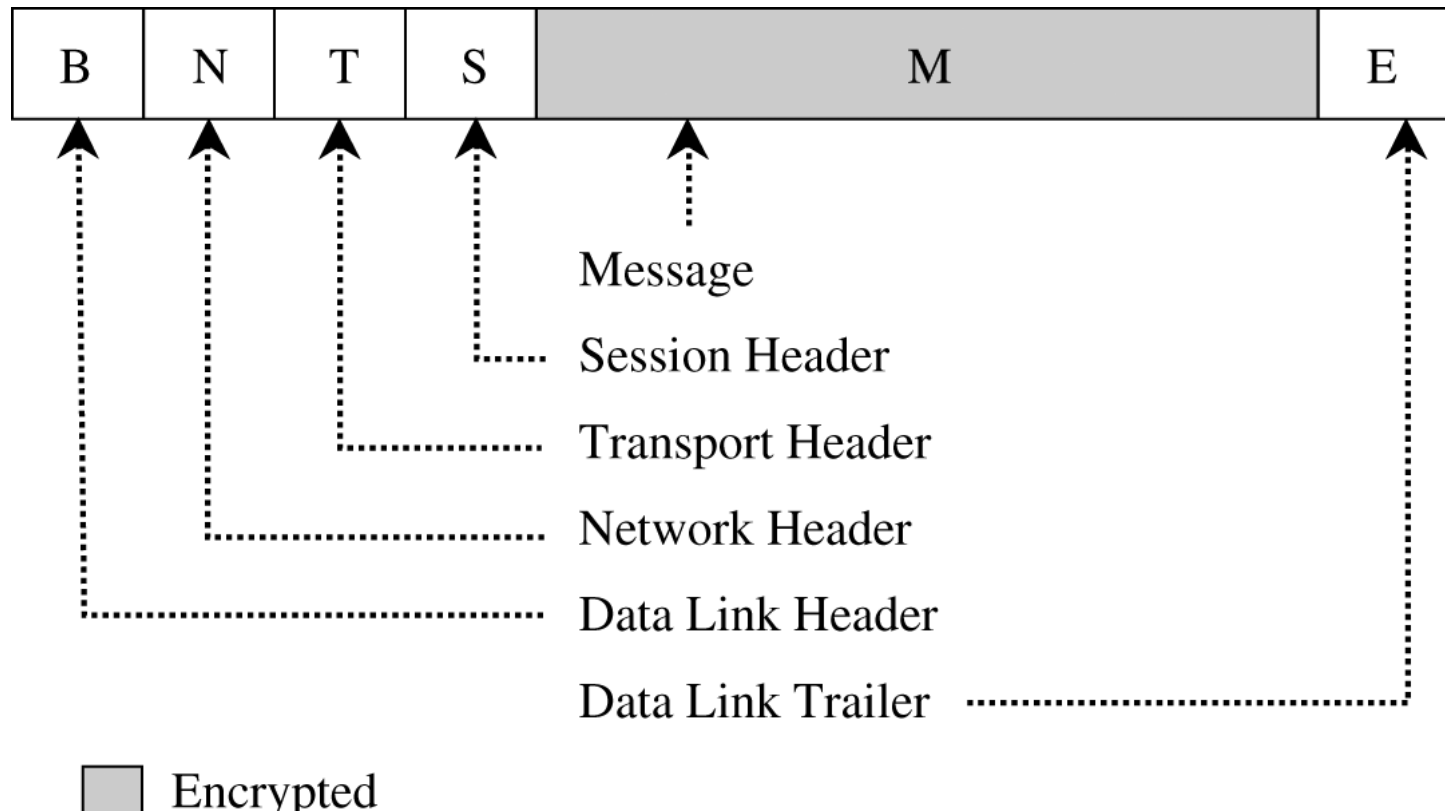 B N T S M E
Message
Session Header
Transport Header
Network Header
Data Link Header
Data Link Trailer
Encrypted